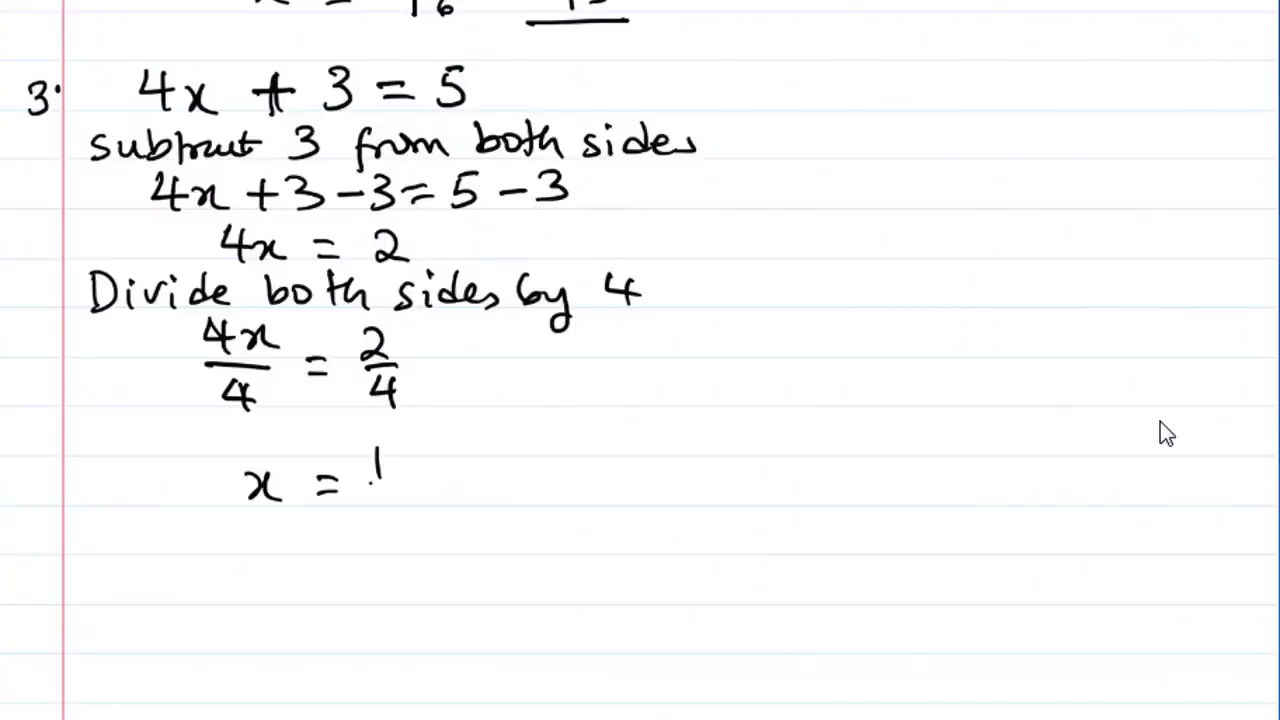 3. 4x + 3 = 5
subtract 3 from both sides
4x + 3 - 3 = 5 - 3
4x = 2
Divide both sides by 4
4x/4 = 2/4
x = 1